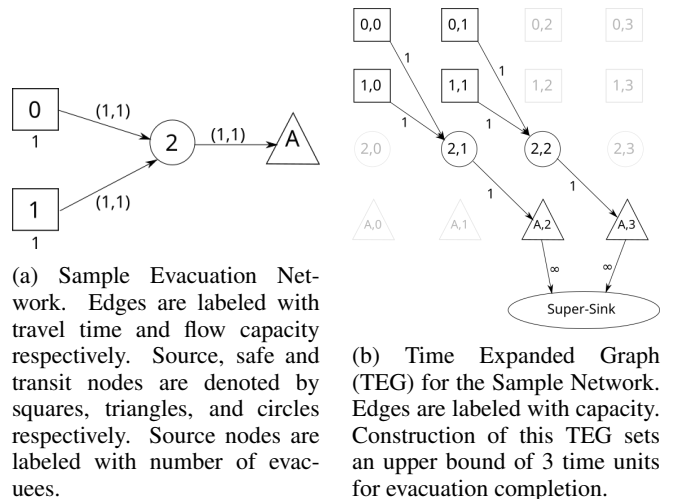 0
1
(1,1)
2
(1,1)
A
1
1
(1,1)
(a) Sample Evacuation Net-
work. Edges are labeled with
travel time and flow capacity
respectively. Source, safe and
transit nodes are denoted by
squares, triangles, and circles
respectively. Source nodes are
labeled with number of evac-
uees.
0,0 0,1 0,2 0,3
1 1
1,0 1,1 1,2 1,3
1 1
2,0 2,1 2,2 2,3
1 1
A,0 A,1 A,2 A,3
∞ ∞
Super-Sink
(b) Time Expanded Graph
(TEG) for the Sample Network.
Edges are labeled with capacity.
Construction of this TEG sets
an upper bound of 3 time units
for evacuation completion.